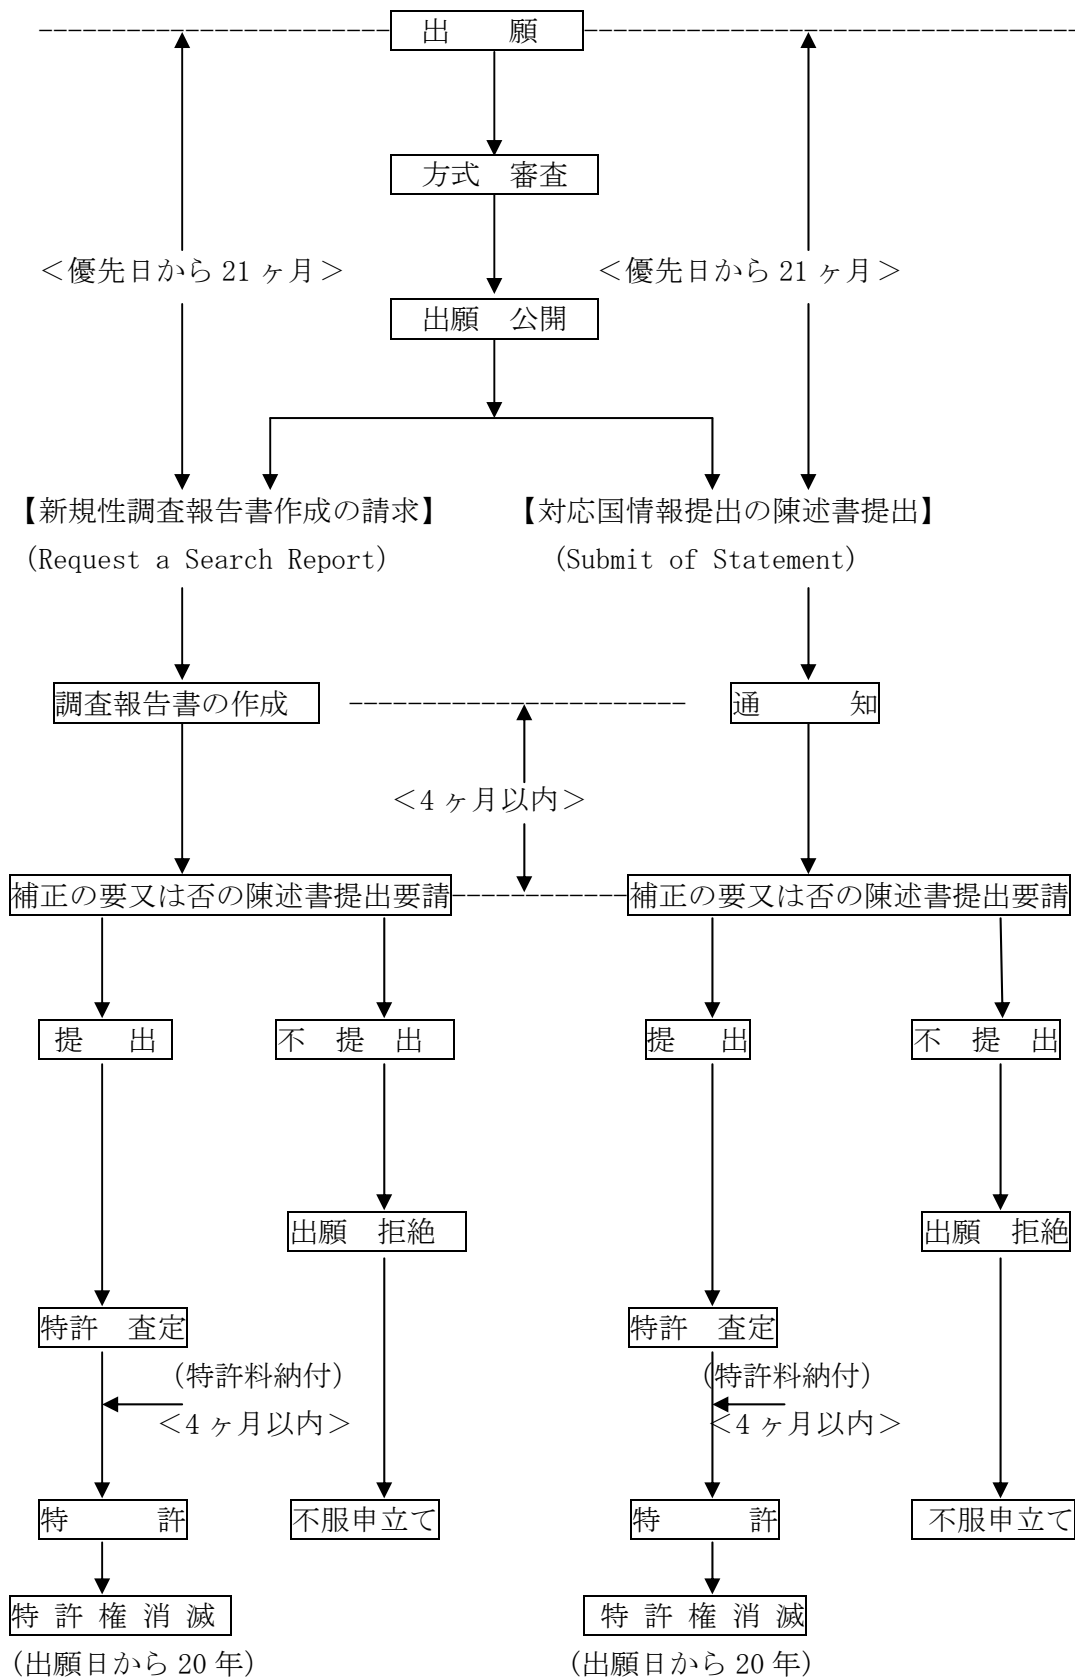 出　願
方式　審査
＜優先日から 21 ヶ月＞
＜優先日から 21 ヶ月＞
出願　公開
【新規性調査報告書作成の請求】
【対応国情報提出の陳述書提出】
(Request a Search Report)
(Submit of Statement)
調査報告書の作成
通　知
＜4 ヶ月以内＞
補正の要又は否の陳述書提出要請
補正の要又は否の陳述書提出要請
提　出
不　提　出
提　出
不　提　出
出願　拒絶
出願　拒絶
特許　査定
特許　査定
(特許料納付)
(特許料納付)
＜4 ヶ月以内＞
＜4 ヶ月以内＞
特　許
不服申立て
特　許
不服申立て
特 許 権 消 滅
特 許 権 消 滅
(出願日から 20 年)
(出願日から 20 年)